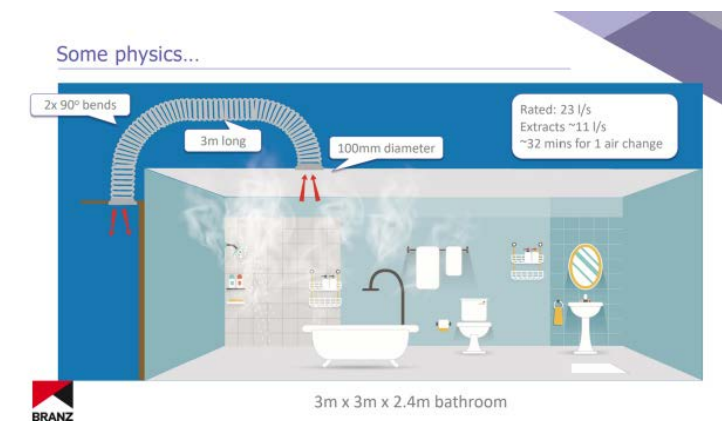 Some physics...
2x 90° bends
3m long
100mm diameter
Rated: 23 l/s
Extracts ~11 l/s
~32 mins for 1 air change
3m x 3m x 2.4m bathroom
BRANZ